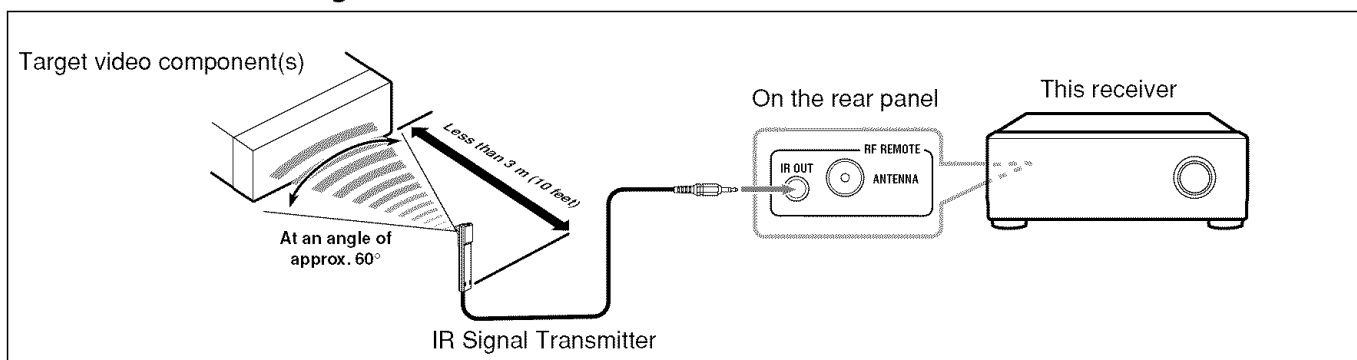 Target video component(s)
Less than 3 m (10 feet)
At an angle of
approx. 60°
IR Signal Transmitter
On the rear panel
RF REMOTE
IR OUT
ANTENNA
This receiver